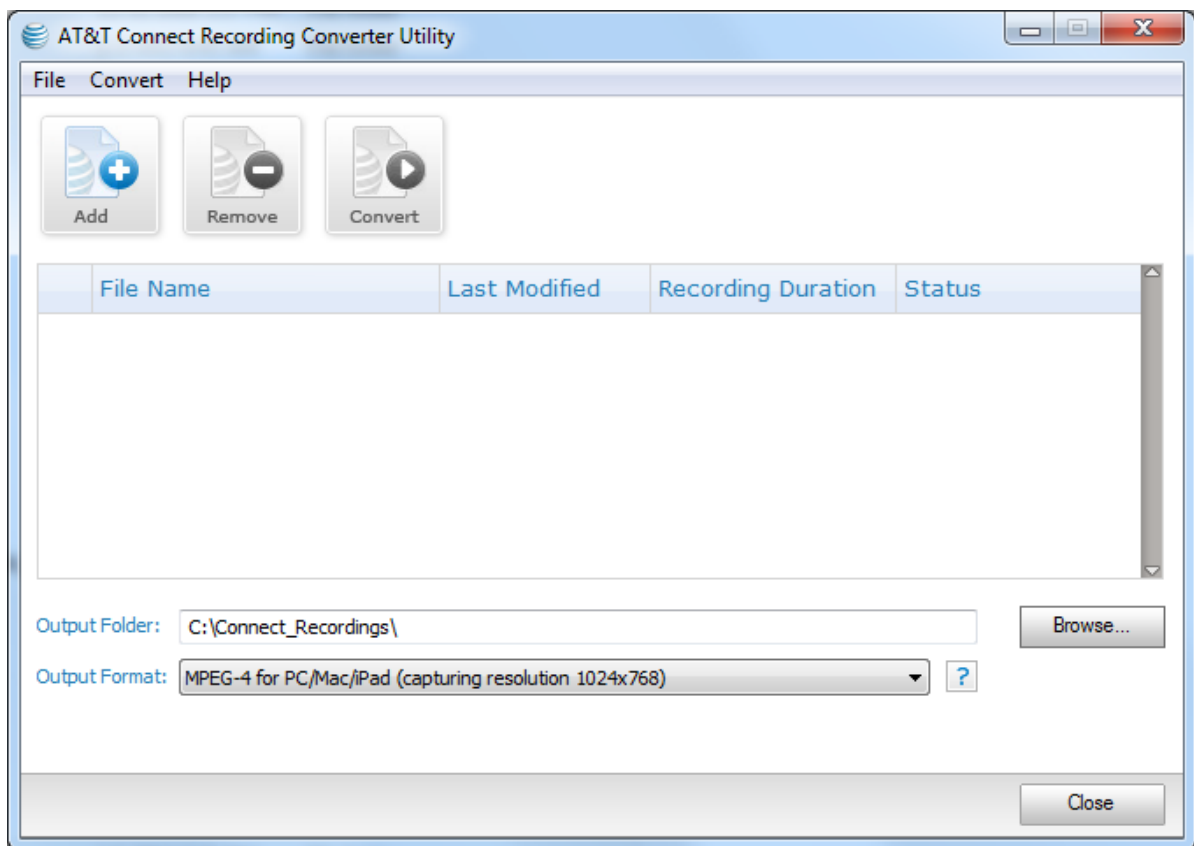 AT&T Connect Recording Converter Utility
File Convert Help
Add Remove Convert
File Name Last Modified Recording Duration Status
Output Folder: C:\Connect_Recordings\ Browse...
Output Format: MPEG-4 for PC/Mac/iPad (capturing resolution 1024x768) ?
Close